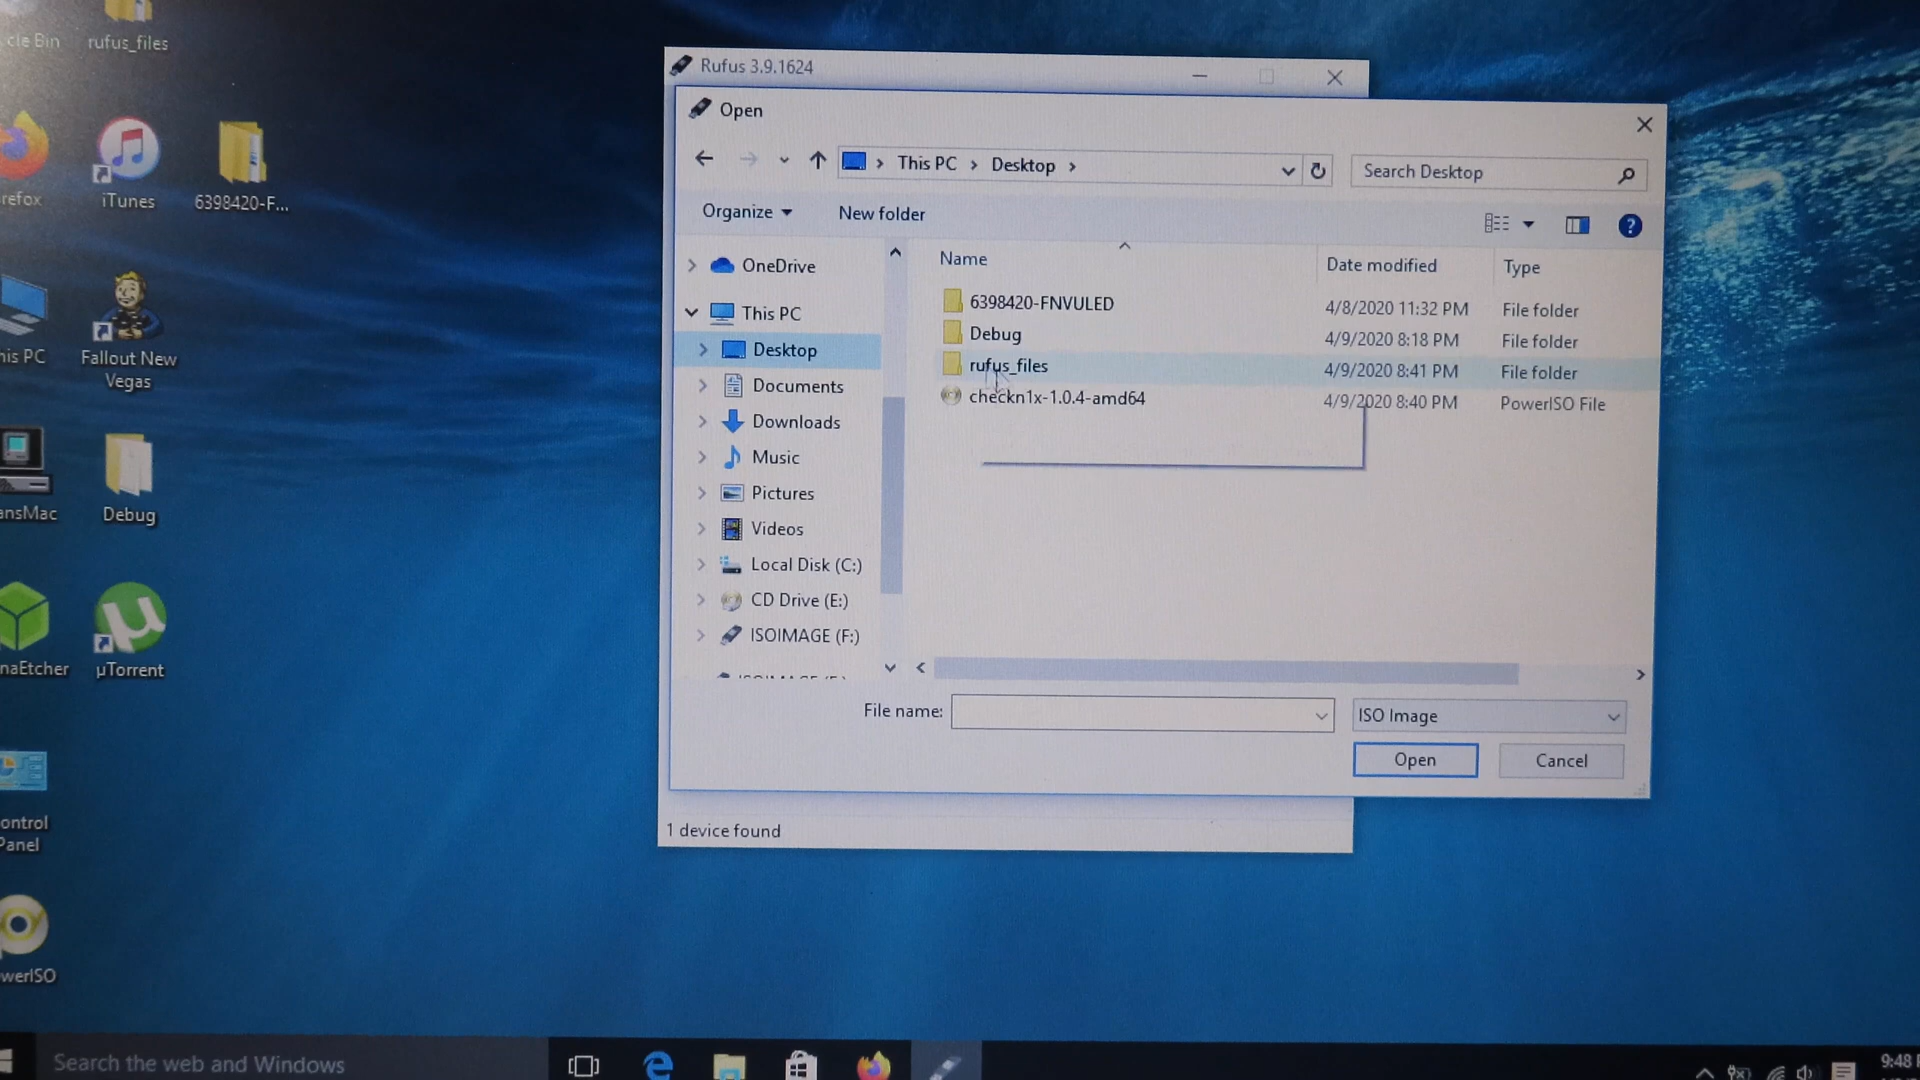 cle Bin
rufus_files
refox
iTunes
6398420-F...
his PC
Fallout New
Vegas
ansMac
Debug
naEtcher
µTorrent
ontrol
Panel
werISO
Rufus 3.9.1624
Open
This PC
Desktop
Search Desktop
Organize
New folder
OneDrive
This PC
Desktop
Documents
Downloads
Music
Pictures
Videos
Local Disk (C:)
CD Drive (E:)
ISOIMAGE (F:)
Name Date modified Type
6398420-FNVULED 4/8/2020 11:32 PM File folder
Debug 4/9/2020 8:18 PM File folder
rufus_files 4/9/2020 8:41 PM File folder
checkn1x-1.0.4-amd64 4/9/2020 8:40 PM PowerISO File
File name:
ISO Image
Open
Cancel
1 device found
Search the web and Windows
9:48